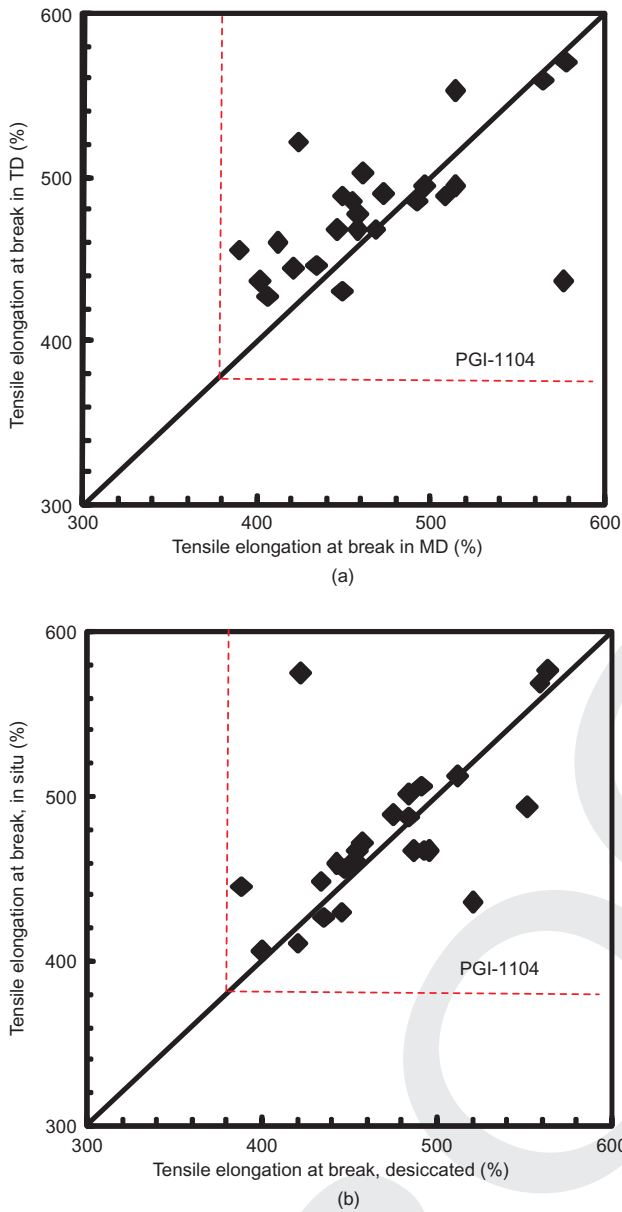 600
500
400
300
Tensile elongation at break in TD (%)
PGI-1104
300 400 500 600
Tensile elongation at break in MD (%)
(a)
600
500
400
300
Tensile elongation at break, in situ (%)
PGI-1104
300 400 500 600
Tensile elongation at break, desiccated (%)
(b)